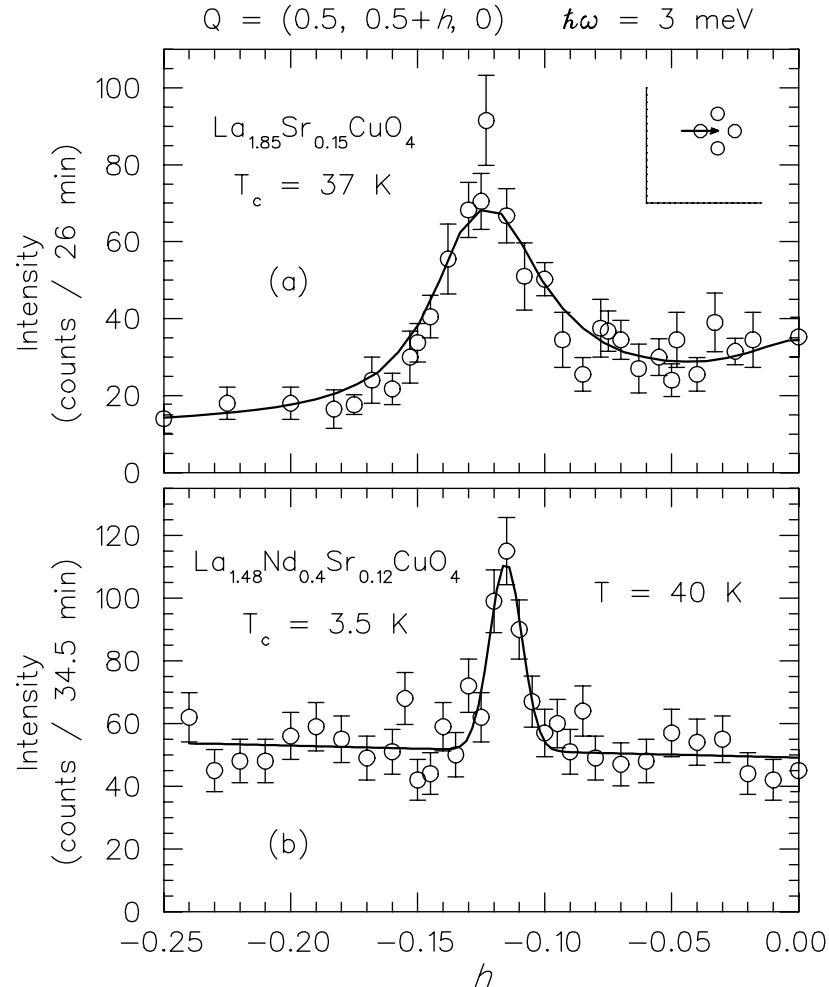 Q = (0.5, 0.5+h, 0) ℏω = 3 meV
100
80
60
40
20
0
Intensity
(counts / 26 min)
La1.85Sr0.15CuO4
Tc = 37 K
(a)
120
100
80
60
40
20
0
Intensity
(counts / 34.5 min)
La1.48Nd0.4Sr0.12CuO4
Tc = 3.5 K
T = 40 K
(b)
−0.25 −0.20 −0.15 −0.10 −0.05 0.00
h